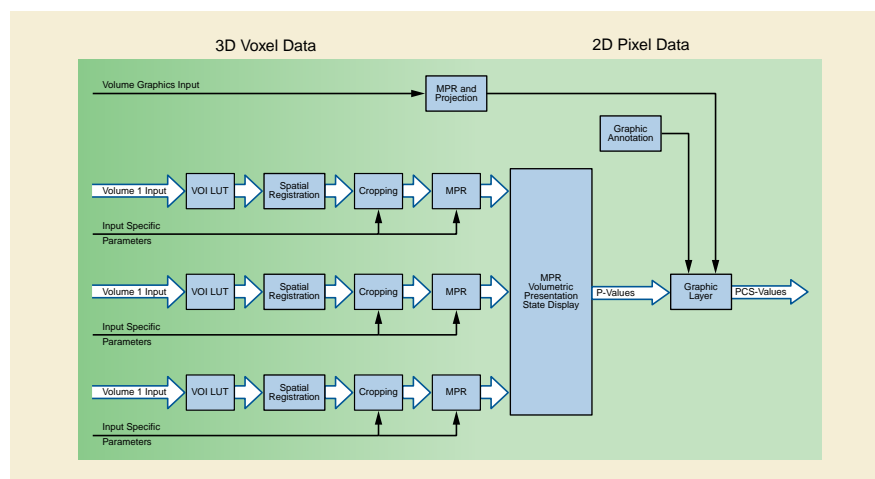 3D Voxel Data
2D Pixel Data
Volume Graphics Input
MPR and
Projection
Graphic
Annotation
Volume 1 Input
VOI LUT
Spatial
Registration
Cropping
MPR
Input Specific
Parameters
Volume 1 Input
VOI LUT
Spatial
Registration
Cropping
MPR
Input Specific
Parameters
Volume 1 Input
VOI LUT
Spatial
Registration
Cropping
MPR
Input Specific
Parameters
MPR
Volumetric
Presentation
State Display
P-Values
Graphic
Layer
PCS-Values